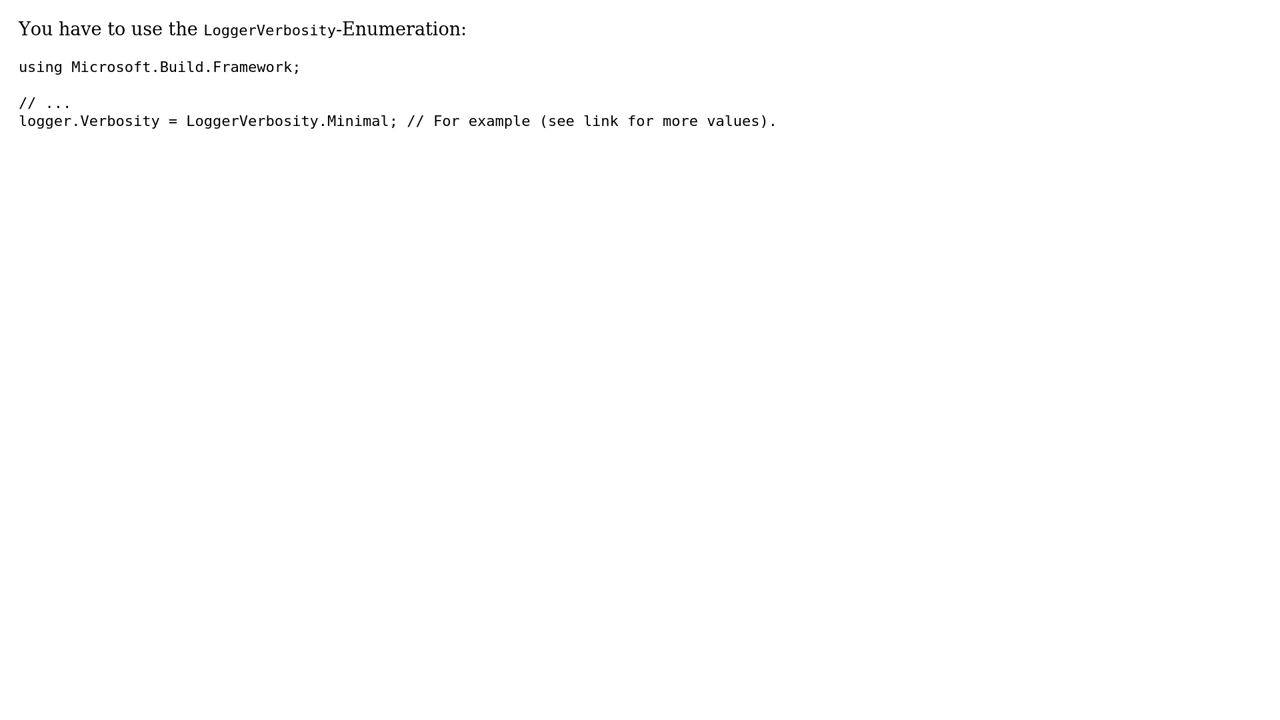 You have to use the LoggerVerbosity-Enumeration:
using Microsoft.Build.Framework;
// ...
logger.Verbosity = LoggerVerbosity.Minimal; // For example (see link for more values).